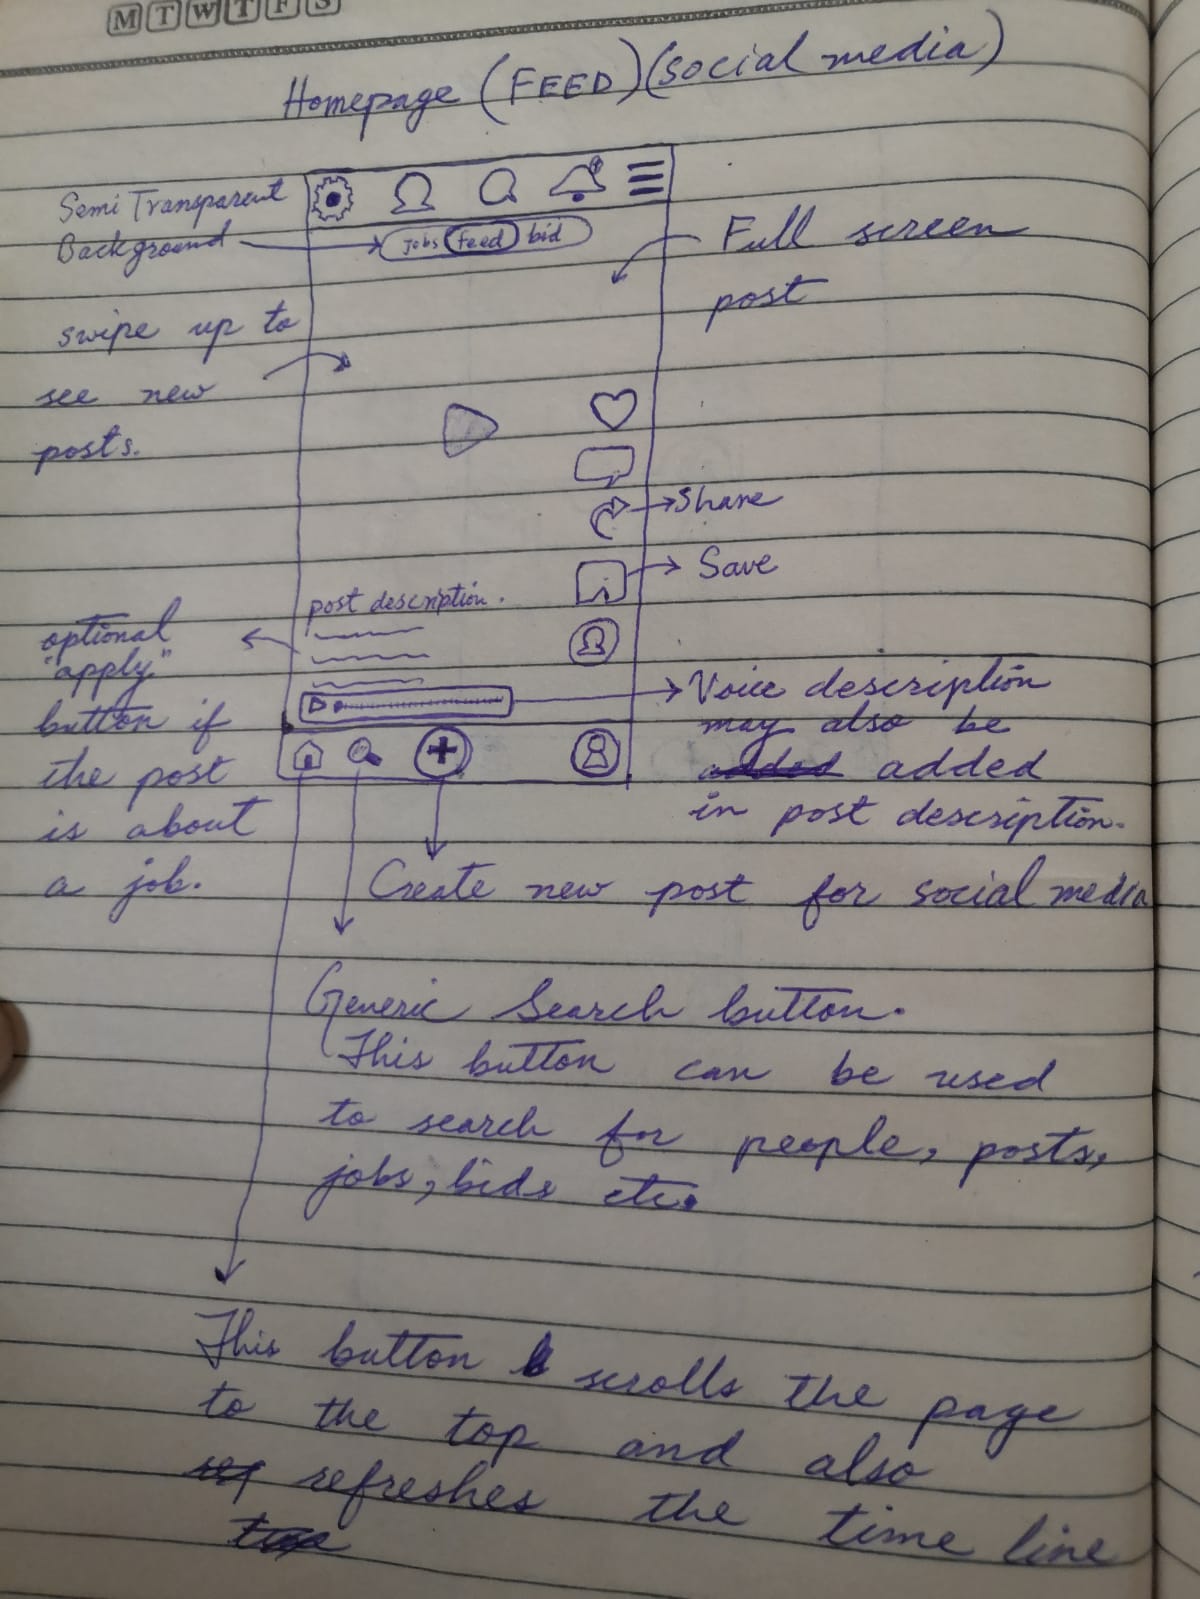 M T W T F S
Homepage (FEED) (social media)
Semi Transparent
Background
jobs feed bid
Full screen
post
swipe up to
see new
posts.
Share
Save
post description.
optional
"apply"
button if
the post
is about
a job.
Voice description
may also be
added added
in post description.
Create new post for social media
Generic Search button.
This button can be used
to search for people, posts,
jobs, bids etc.
This button scrolls the page
to the top and also
refreshes the time line